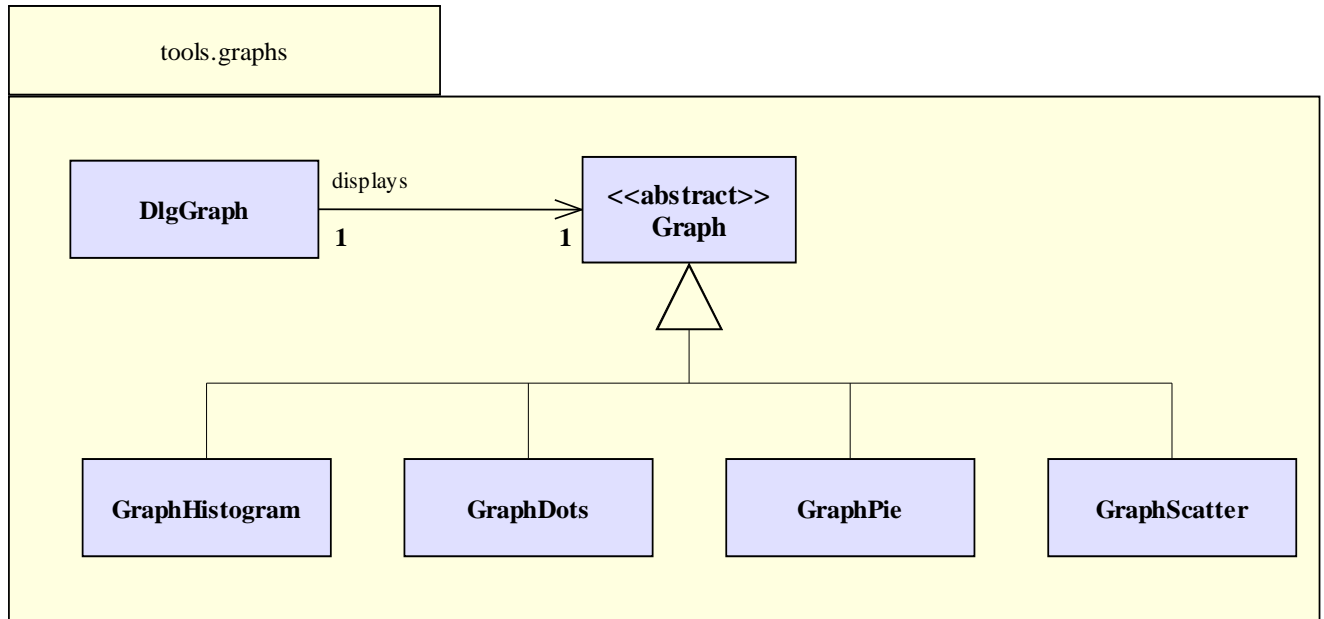 tools.graphs
displays
DlgGraph
<<abstract>>
Graph
1
1
GraphHistogram
GraphDots
GraphPie
GraphScatter